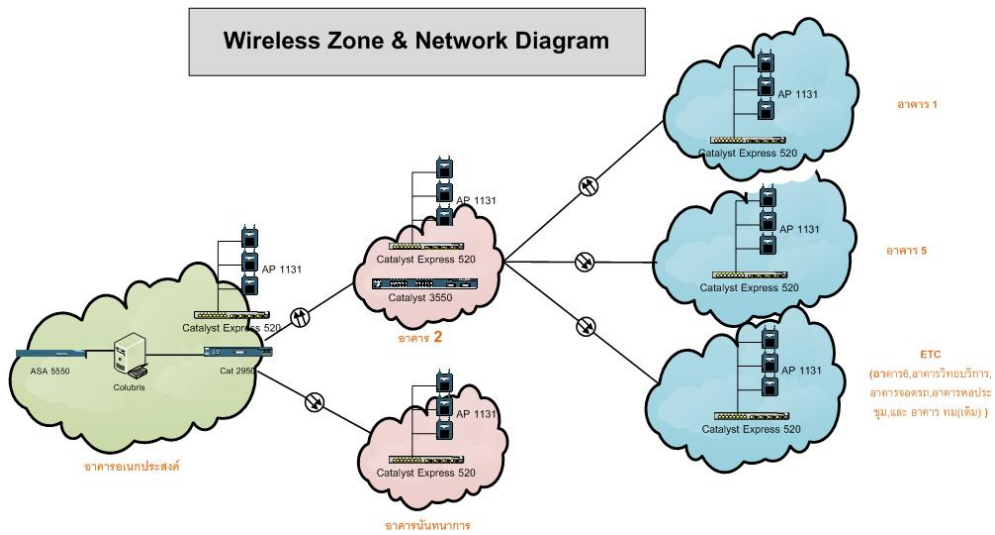 Wireless Zone & Network Diagram
AP 1131
Catalyst Express 520
อาคาร 1
AP 1131
Catalyst Express 520
Catalyst 3550
อาคาร 2
AP 1131
Catalyst Express 520
อาคาร 5
AP 1131
Catalyst Express 520
ASA 5550
Colubris
Cat 2950
อาคารอเนกประสงค์
AP 1131
Catalyst Express 520
ETC
(อาคาร6,อาคารวิทยบริการ,
อาคารจอดรถ,อาคารหอประ
ชุม,และ อาคาร ทม(เดิม) )
AP 1131
Catalyst Express 520
อาคารนันทนาการ